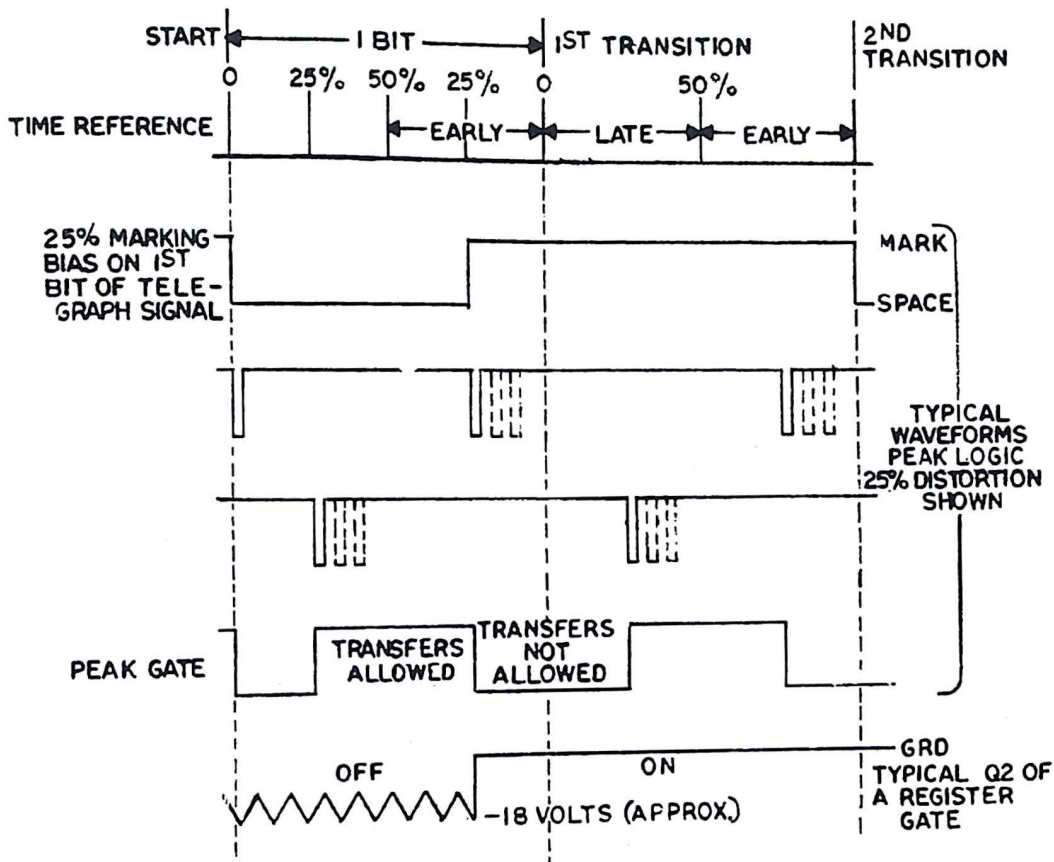 START
1 BIT
1ST TRANSITION
2ND
TRANSITION
0
25%
50%
25%
0
50%
TIME REFERENCE
EARLY
LATE
EARLY
25% MARKING
BIAS ON 1ST
BIT OF TELE-
GRAPH SIGNAL
MARK
SPACE
TYPICAL
WAVEFORMS
PEAK LOGIC
25% DISTORTION
SHOWN
PEAK GATE
TRANSFERS
ALLOWED
TRANSFERS
NOT
ALLOWED
OFF
ON
-18 VOLTS (APPROX.)
GRD
TYPICAL Q2 OF
A REGISTER
GATE